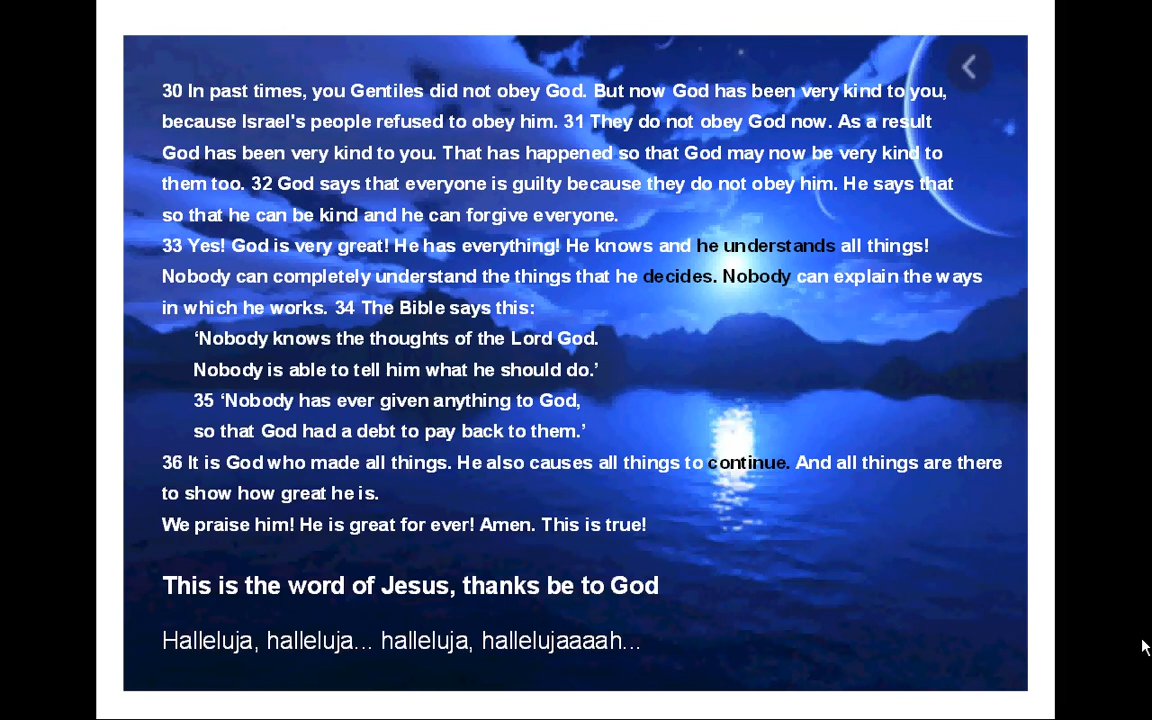 30 In past times, you Gentiles did not obey God. But now God has been very kind to you,
because Israel's people refused to obey him. 31 They do not obey God now. As a result
God has been very kind to you. That has happened so that God may now be very kind to
them too. 32 God says that everyone is guilty because they do not obey him. He says that
so that he can be kind and he can forgive everyone.
33 Yes! God is very great! He has everything! He knows and he understands all things!
Nobody can completely understand the things that he decides. Nobody can explain the ways
in which he works. 34 The Bible says this:
‘Nobody knows the thoughts of the Lord God.
Nobody is able to tell him what he should do.’
35 ‘Nobody has ever given anything to God,
so that God had a debt to pay back to them.’
36 It is God who made all things. He also causes all things to continue. And all things are there
to show how great he is.
We praise him! He is great for ever! Amen. This is true!
This is the word of Jesus, thanks be to God
Halleluja, halleluja... halleluja, hallelujaaaah...